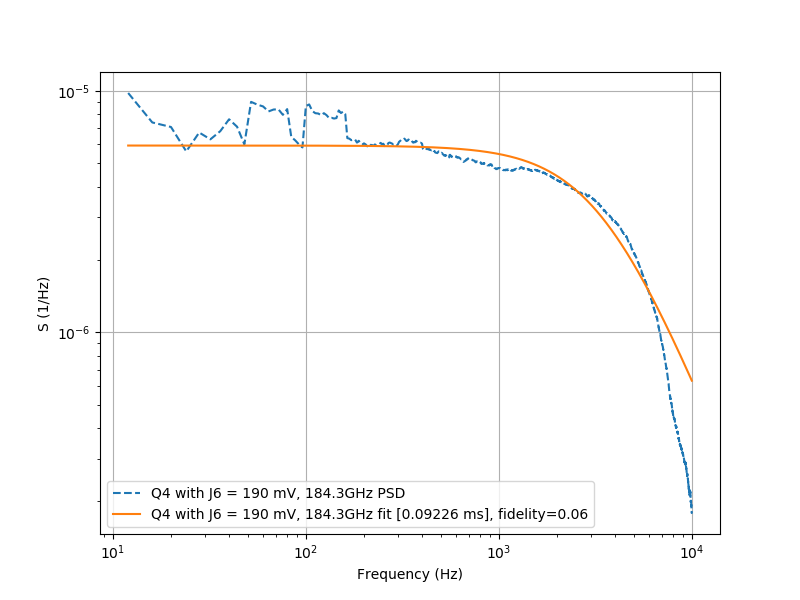 10⁻⁵
10⁻⁶
S (1/Hz)
10¹
10²
10³
10⁴
Frequency (Hz)
Q4 with J6 = 190 mV, 184.3GHz PSD
Q4 with J6 = 190 mV, 184.3GHz fit [0.09226 ms], fidelity=0.06